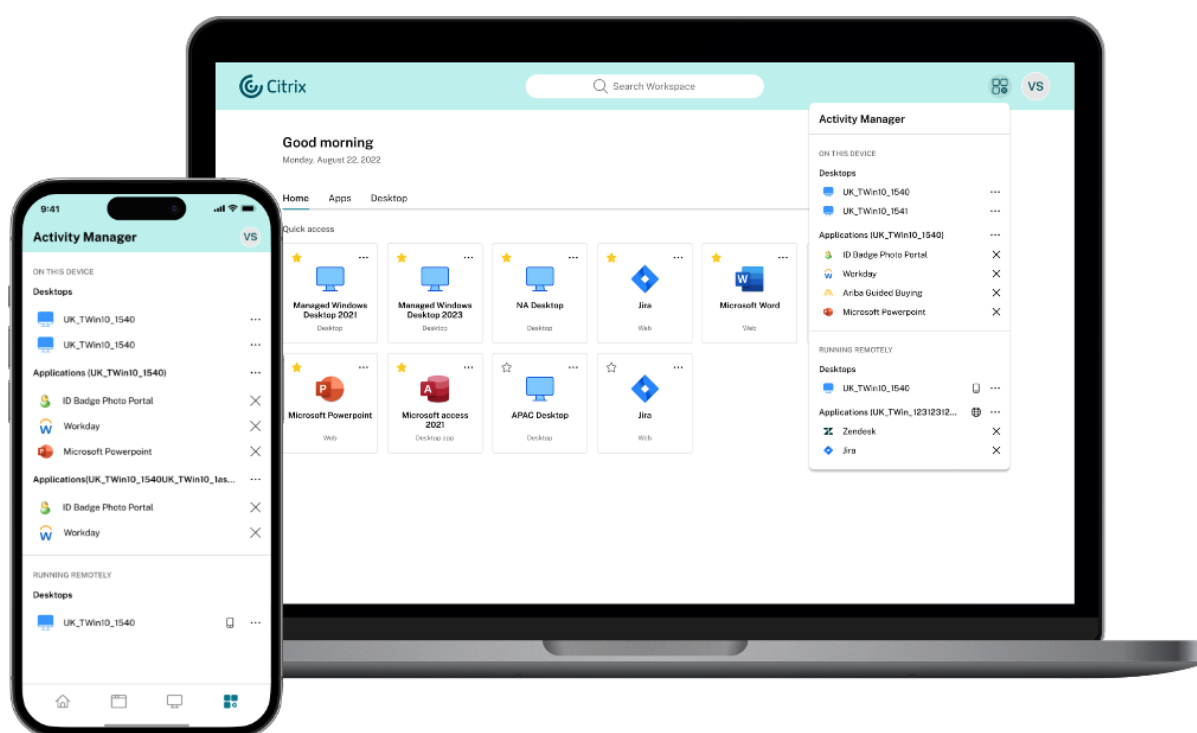 Citrix
Search Workspace
VS
Good morning
Monday, August 22, 2022
Home Apps Desktop
Quick access
Managed Windows
Desktop 2021
Desktop
Managed Windows
Desktop 2023
Desktop
NA Desktop
Desktop
Jira
Web
W
Microsoft Word
Web
P
Microsoft Powerpoint
Web
A
Microsoft access
2021
Desktop app
APAC Desktop
Desktop
Jira
Web
Activity Manager
ON THIS DEVICE
Desktops
UK_TWin10_1540
UK_TWin10_1541
Applications (UK_TWin10_1540)
ID Badge Photo Portal
Workday
Ariba Guided Buying
Microsoft Powerpoint
RUNNING REMOTELY
Desktops
UK_TWin10_1540
Applications (UK_TWin_12312312...
Zendesk
Jira
9:41
Activity Manager
VS
ON THIS DEVICE
Desktops
UK_TWin10_1540
UK_TWin10_1540
Applications (UK_TWin10_1540)
ID Badge Photo Portal
Workday
Microsoft Powerpoint
Applications(UK_TWin10_1540UK_TWin10_1as...
ID Badge Photo Portal
Workday
RUNNING REMOTELY
Desktops
UK_TWin10_1540